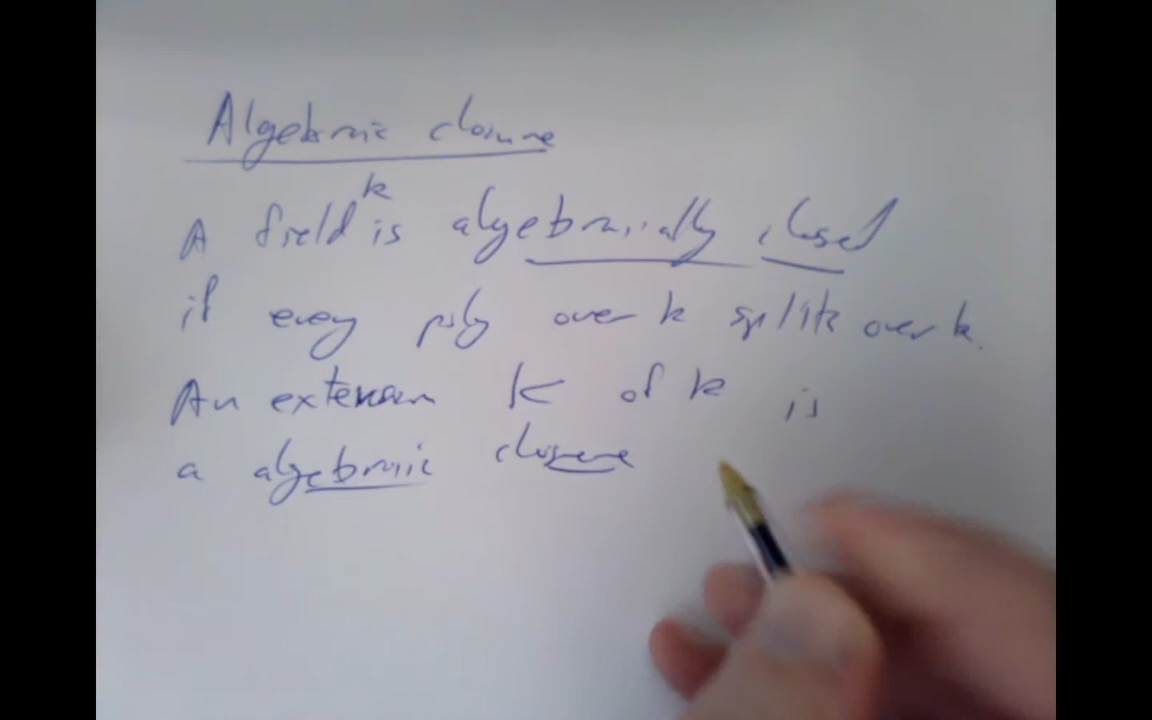 Algebraic closure
A field k is algebraically closed
if every poly over k splits over k.
An extension K of k is
a algebraic closure